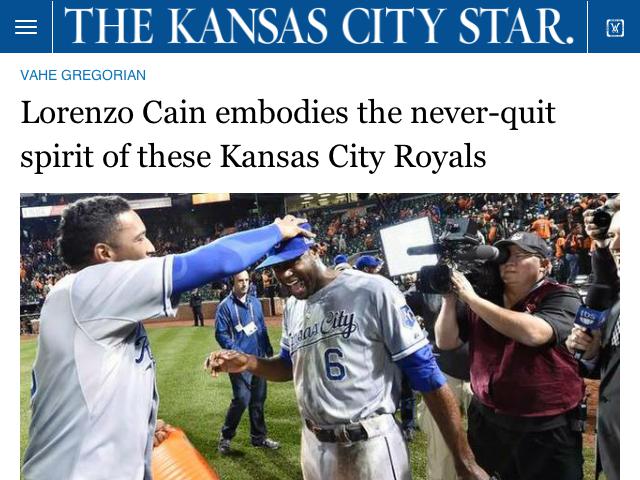 THE KANSAS CITY STAR.
VAHE GREGORIAN
Lorenzo Cain embodies the never-quit
spirit of these Kansas City Royals
Kansas City
6
tbs